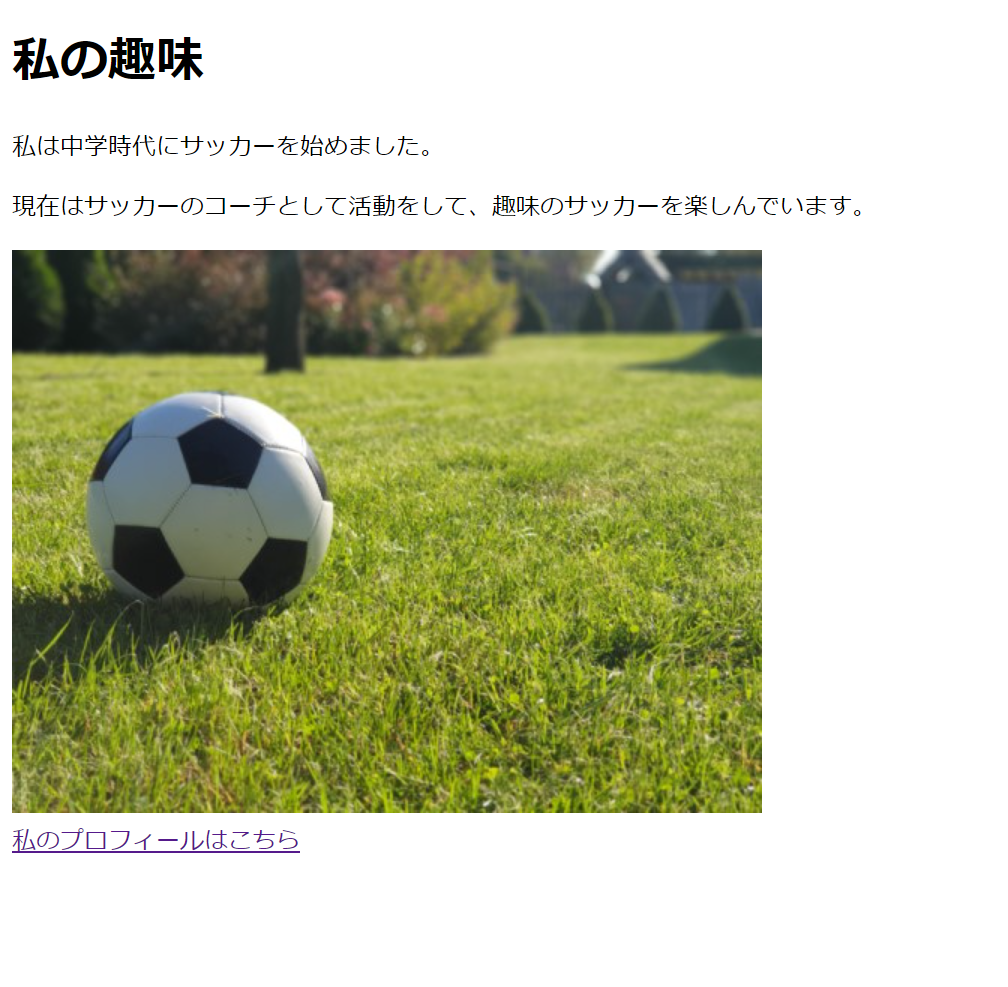 私の趣味
私は中学時代にサッカーを始めました。
現在はサッカーのコーチとして活動をして、趣味のサッカーを楽しんでいます。
私のプロフィールはこちら